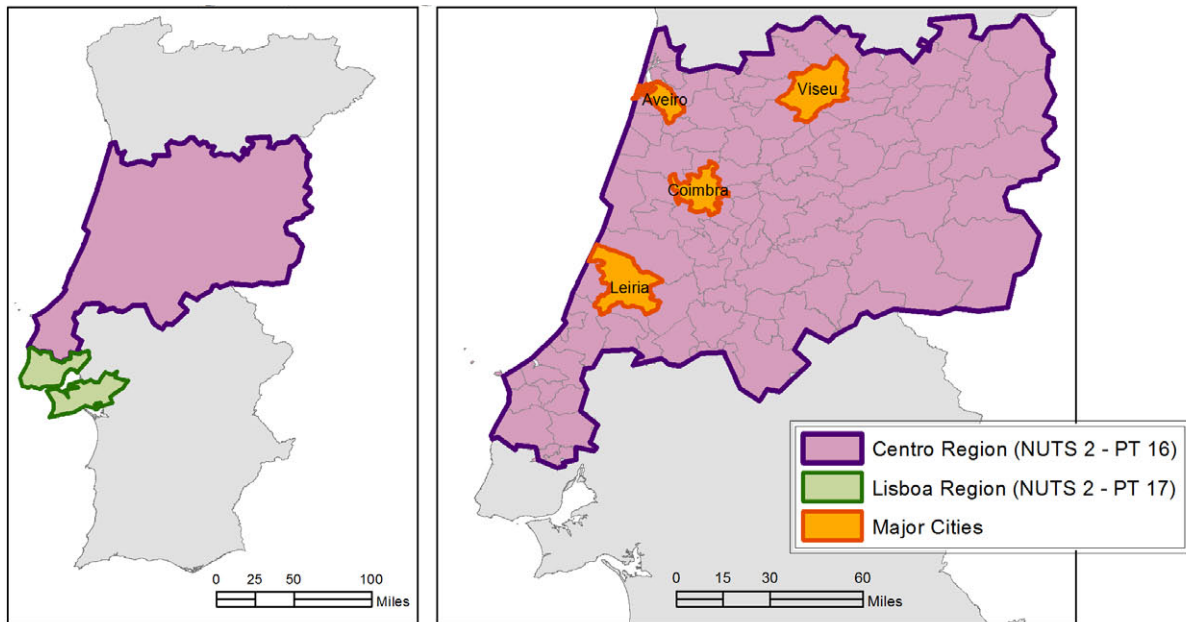 Aveiro
Viseu
Coimbra
Leiria
Centro Region (NUTS 2 - PT 16)
Lisboa Region (NUTS 2 - PT 17)
Major Cities
0 25 50 100
Miles
0 15 30 60
Miles